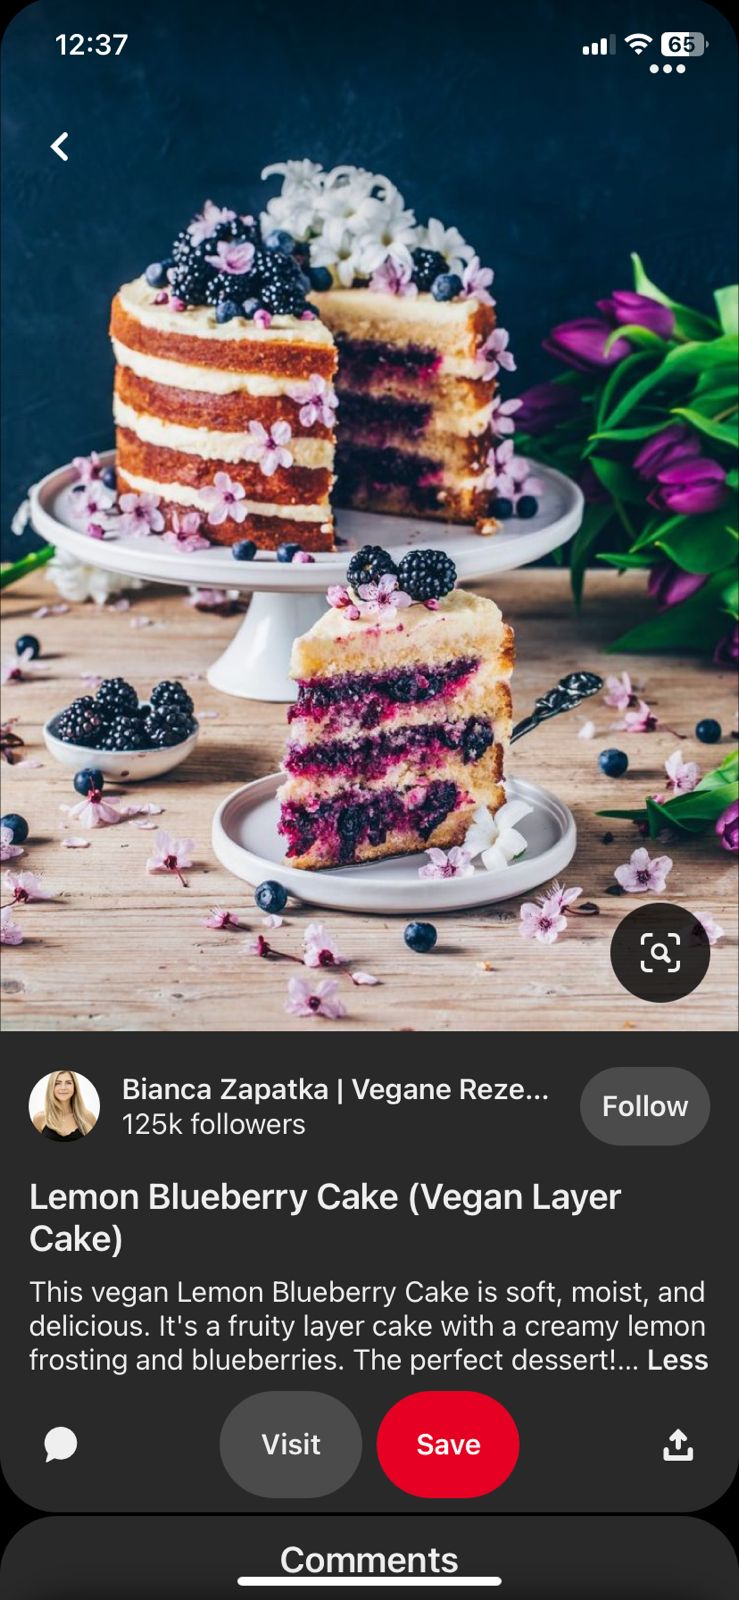 12:37
65
Bianca Zapatka | Vegane Reze...
125k followers
Follow
Lemon Blueberry Cake (Vegan Layer
Cake)
This vegan Lemon Blueberry Cake is soft, moist, and
delicious. It's a fruity layer cake with a creamy lemon
frosting and blueberries. The perfect dessert!... Less
Visit
Save
Comments